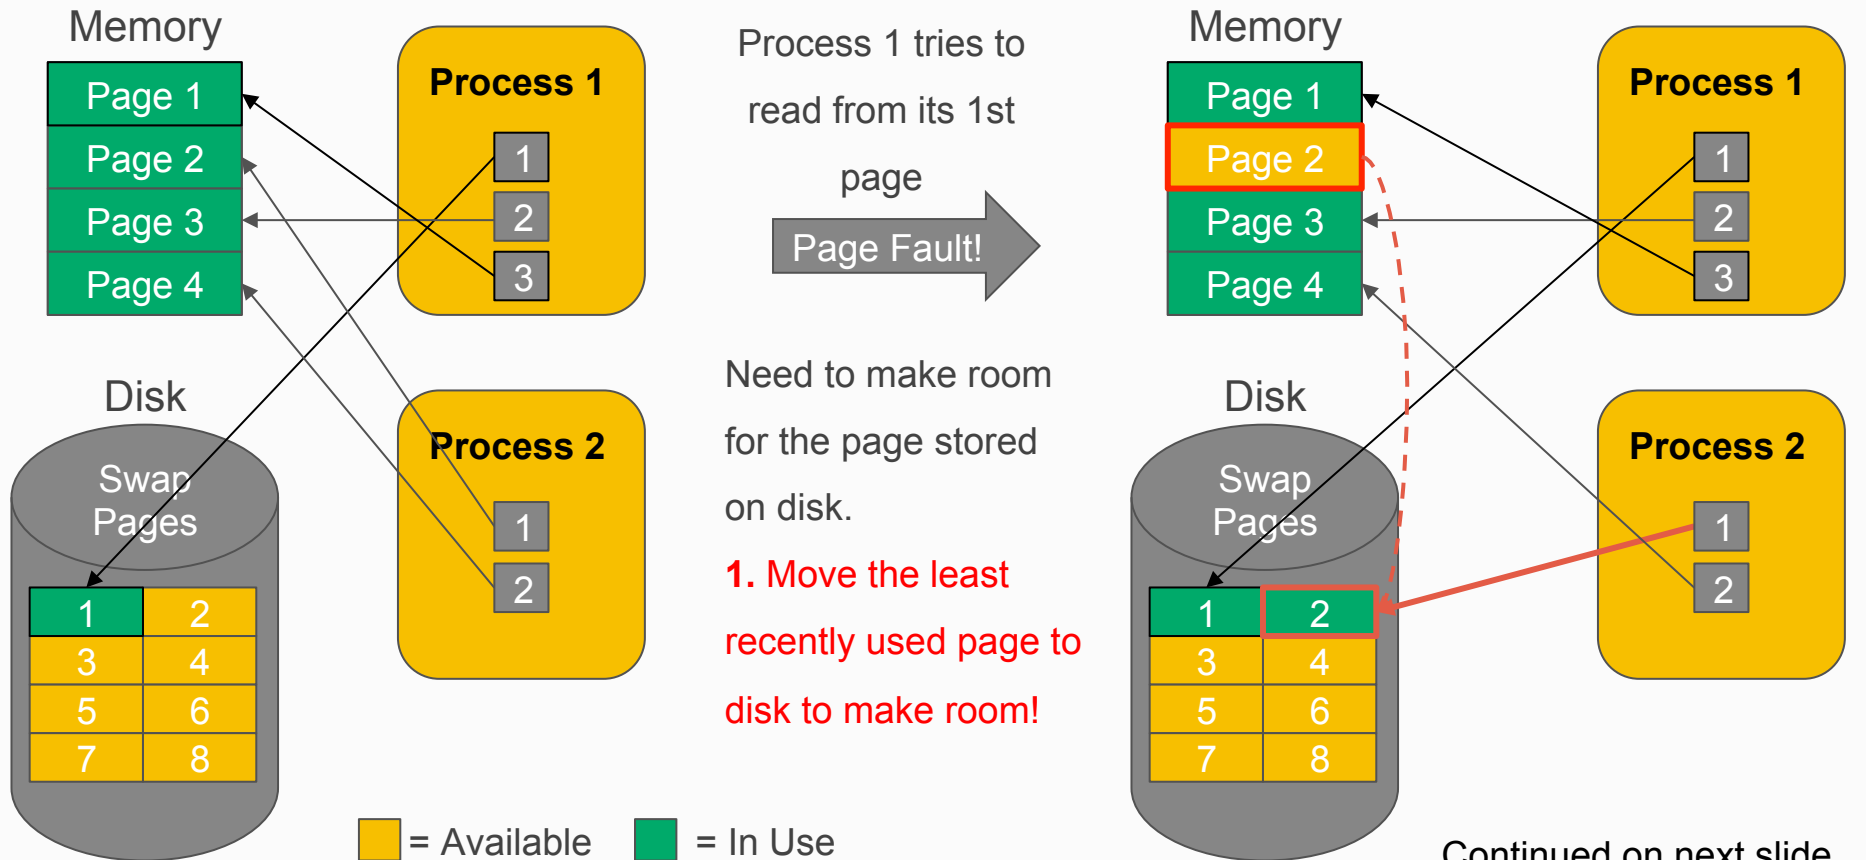 Memory
Page 1
Page 2
Page 3
Page 4
Process 1
1
2
3
Disk
Swap
Pages
1 2
3 4
5 6
7 8
Process 2
1
2
= Available = In Use
Process 1 tries to
read from its 1st
page
Page Fault!
Need to make room
for the page stored
on disk.
1. Move the least
recently used page to
disk to make room!
Memory
Page 1
Page 2
Page 3
Page 4
Process 1
1
2
3
Disk
Swap
Pages
1 2
3 4
5 6
7 8
Process 2
1
2
Continued on next slide